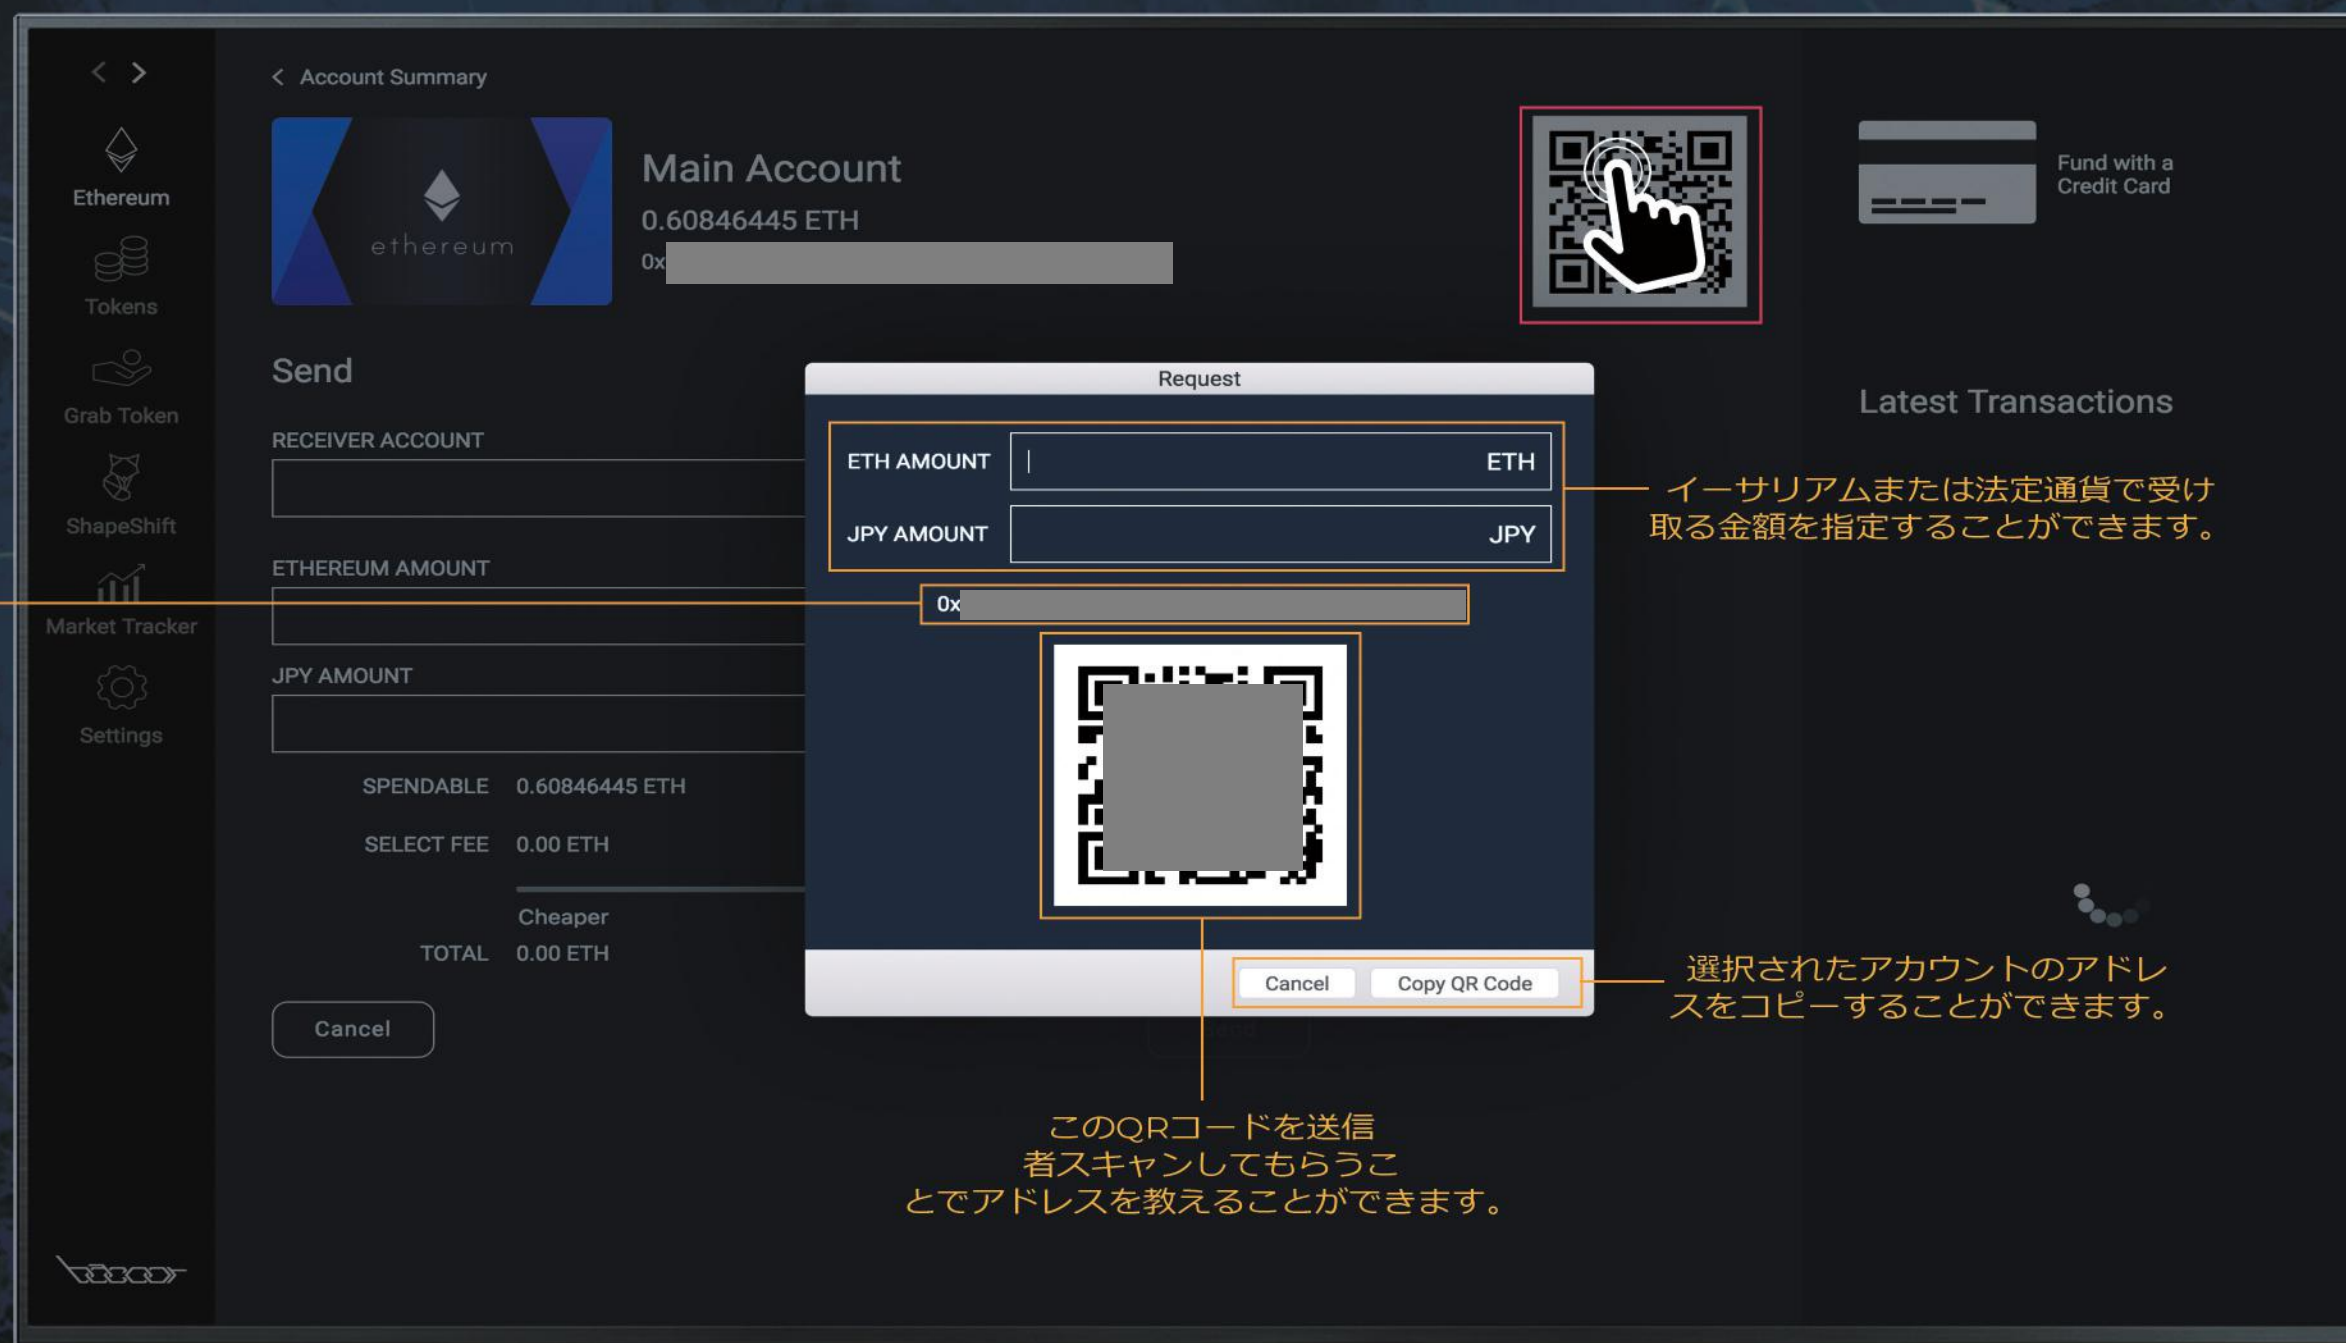 Account Summary
Ethereum
Tokens
Grab Token
ShapeShift
Market Tracker
Settings
ethereum
Main Account
0.60846445 ETH
0x
Fund with a
Credit Card
Send
RECEIVER ACCOUNT
ETHEREUM AMOUNT
JPY AMOUNT
SPENDABLE 0.60846445 ETH
SELECT FEE 0.00 ETH
Cheaper
TOTAL 0.00 ETH
Cancel
Send
Request
ETH AMOUNT ETH
JPY AMOUNT JPY
0x
Cancel Copy QR Code
Latest Transactions
イーサリアムまたは法定通貨で受け
取る金額を指定することができます。
選択されたアカウントのアドレ
スをコピーすることができます。
このQRコードを送信
者スキャンしてもらうこ
とでアドレスを教えることができます。